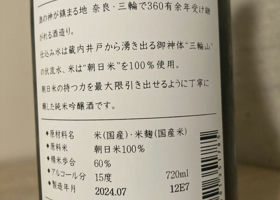 酒の神が鎮まる地 奈良・三輪で360有余年受け継
がれる酒造り。
仕込み水は蔵内井戸から湧き出る御神体“三輪山”
の伏流水、米は“朝日米”を100％使用。
朝日米の持つ力を最大限引き出せるように丁寧に
醸した純米吟醸酒です。
●原材料名 米(国産)・米麹(国産米)
●原料米 朝日米100％
●精米歩合 60％
●アルコール分 15度 720ml
●製造年月 2024.07 12E7